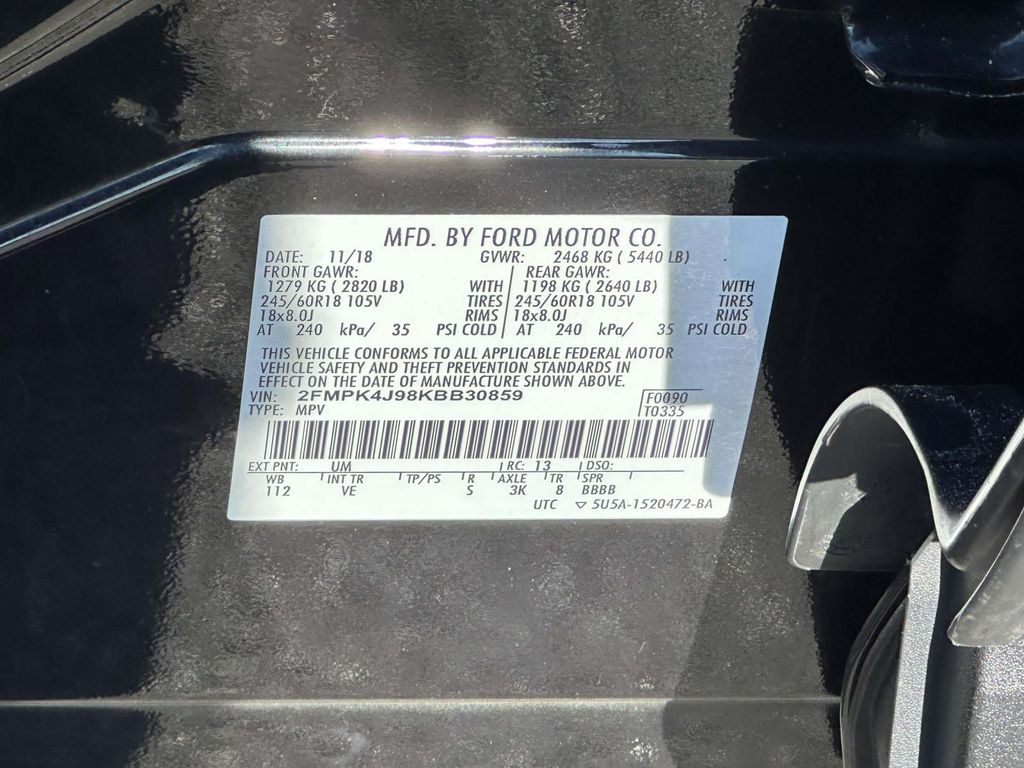 MFD. BY FORD MOTOR CO.
DATE: 11/18 GVWR: 2468 KG ( 5440 LB)
FRONT GAWR: REAR GAWR:
1279 KG ( 2820 LB) WITH 1198 KG ( 2640 LB) WITH
245/60R18 105V TIRES 245/60R18 105V TIRES
18x8.0J RIMS 18x8.0J RIMS
AT 240 kPa/ 35 PSI COLD AT 240 kPa/ 35 PSI COLD
THIS VEHICLE CONFORMS TO ALL APPLICABLE FEDERAL MOTOR
VEHICLE SAFETY AND THEFT PREVENTION STANDARDS IN
EFFECT ON THE DATE OF MANUFACTURE SHOWN ABOVE.
VIN: 2FMPK4J98KBB30859 F0090
TYPE: MPV T0335
EXT PNT: UM RC: 13 DSO:
WB INT TR TP/PS R AXLE TR SPR
112 VE S 3K 8 BBBB
UTC ▽ 5U5A-1520472-BA